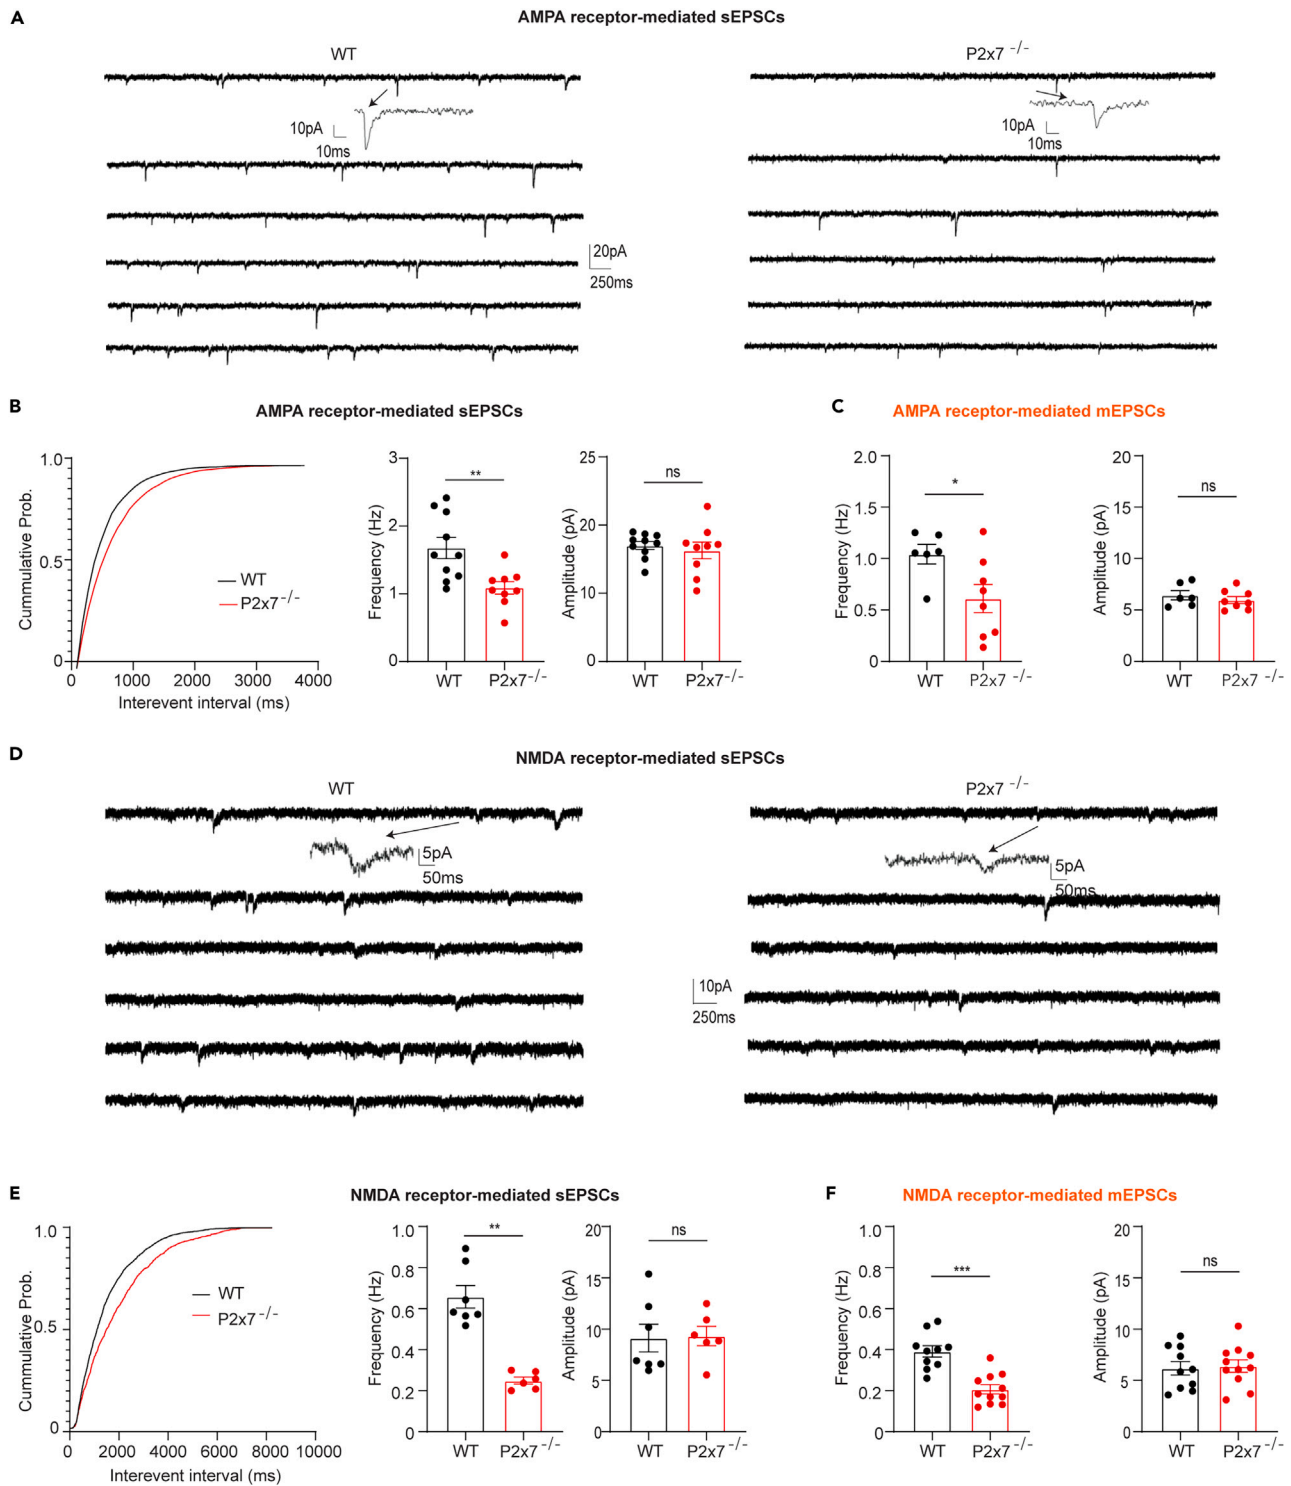 A
AMPA receptor-mediated sEPSCs
WT
P2x7 -/-
10pA
10ms
10pA
10ms
20pA
250ms
B
AMPA receptor-mediated sEPSCs
C
AMPA receptor-mediated mEPSCs
Cummulative Prob.
1.0
0.5
0
0
1000
2000
3000
4000
Interevent interval (ms)
WT
P2x7-/-
Frequency (Hz)
3
2
1
0
**
WT
P2x7-/-
Amplitude (pA)
25
20
10
0
ns
WT
P2x7-/-
Frequency (Hz)
2.0
1.5
1.0
0.5
0
*
WT
P2x7 -/-
Amplitude (pA)
20
15
10
5
0
ns
WT
P2x7 -/-
D
NMDA receptor-mediated sEPSCs
WT
P2x7 -/-
5pA
50ms
5pA
50ms
10pA
250ms
E
NMDA receptor-mediated sEPSCs
F
NMDA receptor-mediated mEPSCs
Cummulative Prob.
1.0
0.5
0
0
2000
4000
6000
8000
10000
Interevent interval (ms)
WT
P2x7 -/-
Frequency (Hz)
1.0
0.8
0.6
0.4
0.2
0
**
WT
P2x7-/-
Amplitude (pA)
20
15
10
5
0
ns
WT
P2x7-/-
Frequency (Hz)
1.0
0.8
0.6
0.4
0.2
0
***
WT
P2x7-/-
Amplitude (pA)
20
15
10
5
0
ns
WT
P2x7-/-